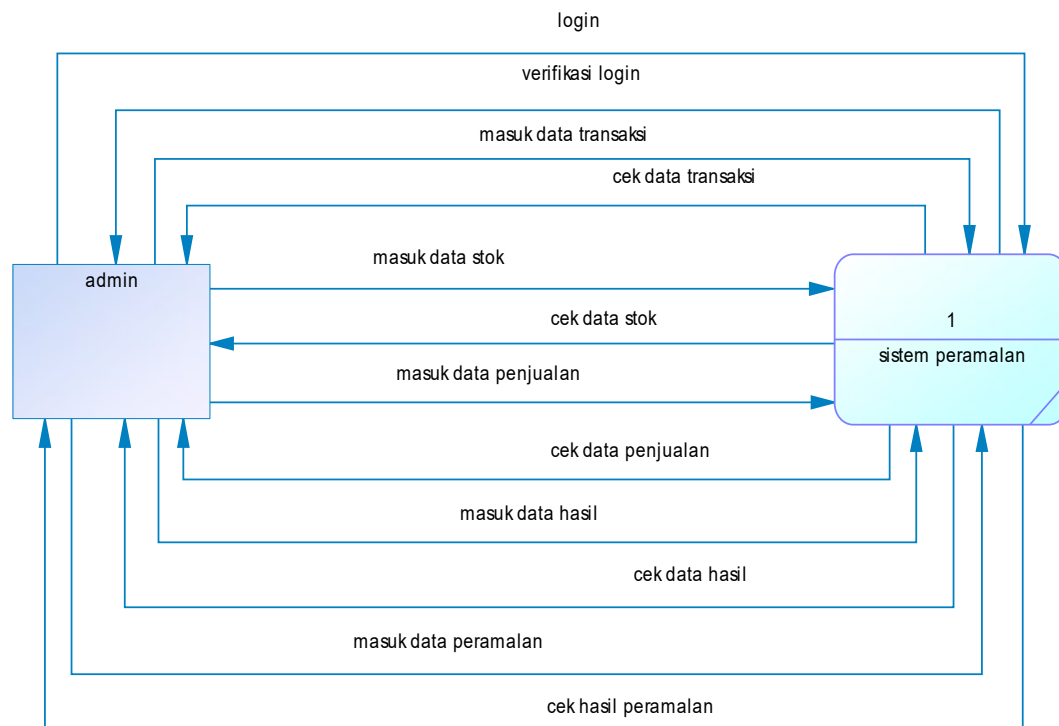 login
verifikasi login
masuk data transaksi
cek data transaksi
masuk data stok
admin
cek data stok
1
sistem peramalan
masuk data penjualan
cek data penjualan
masuk data hasil
cek data hasil
masuk data peramalan
cek hasil peramalan